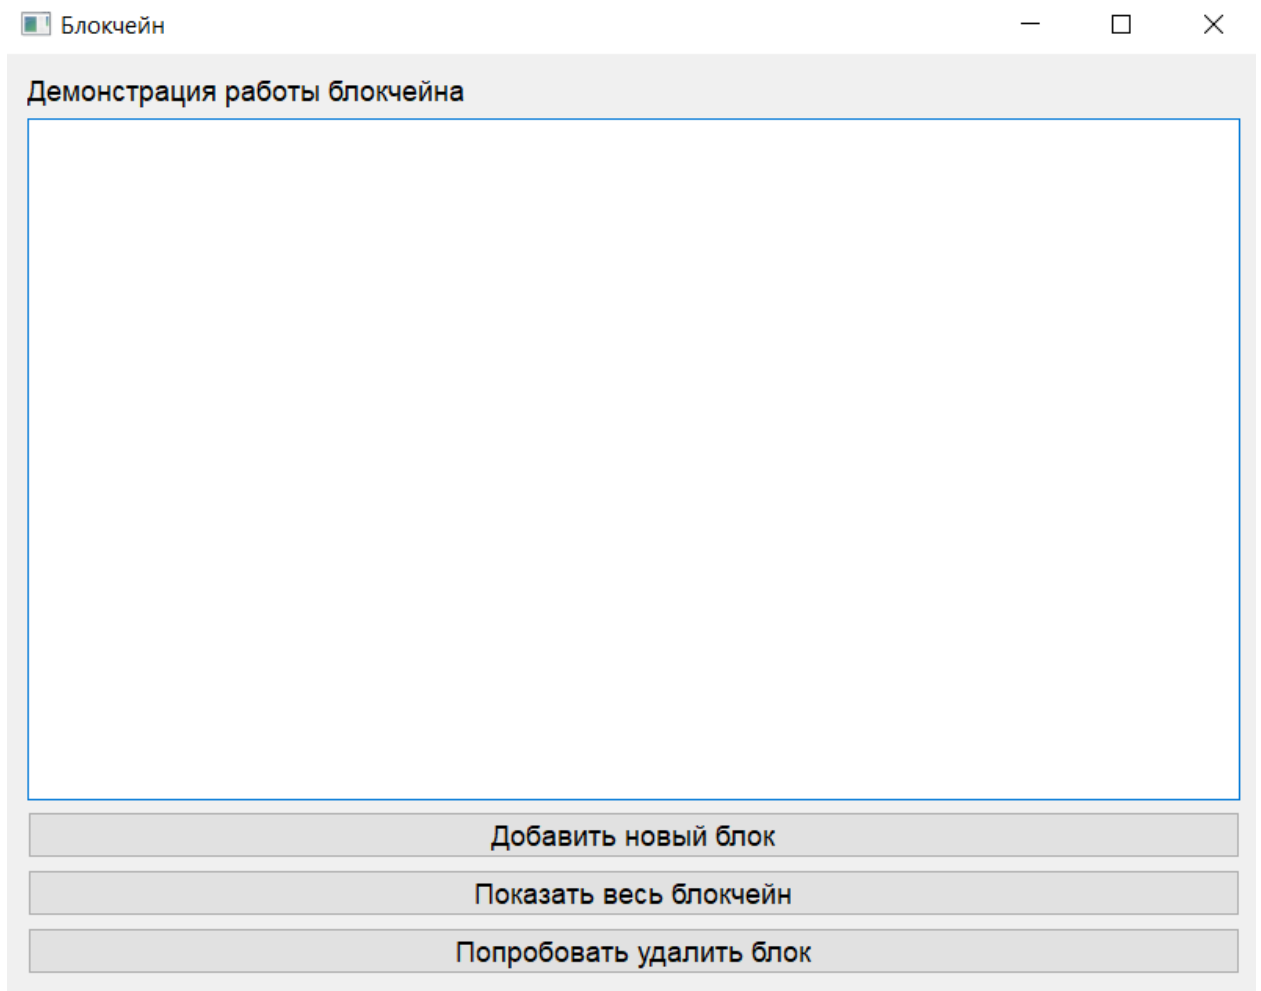 Блокчейн
Демонстрация работы блокчейна
Добавить новый блок
Показать весь блокчейн
Попробовать удалить блок